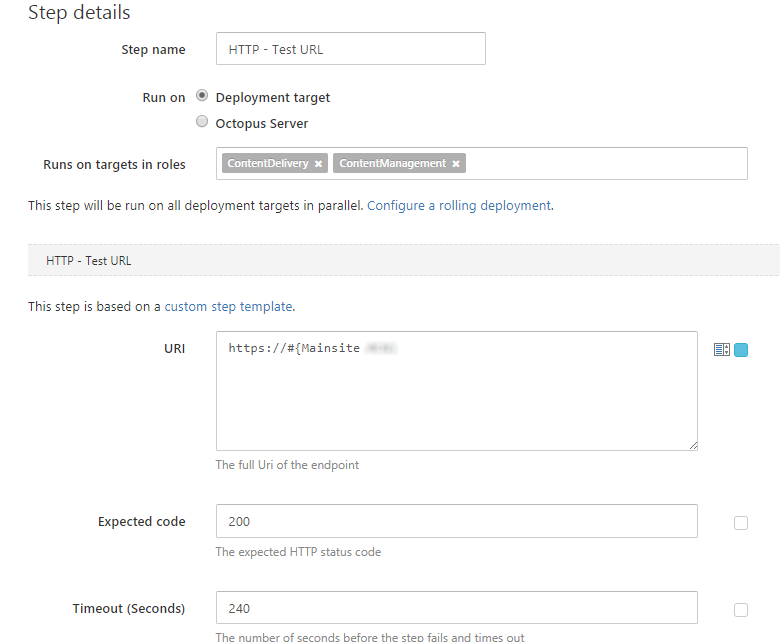 Step details
Step name HTTP - Test URL
Run on Deployment target
Octopus Server
Runs on targets in roles ContentDelivery × ContentManagement ×
This step will be run on all deployment targets in parallel. Configure a rolling deployment.
HTTP - Test URL
This step is based on a custom step template.
URI https://#{Mainsite
The full Uri of the endpoint
Expected code 200
The expected HTTP status code
Timeout (Seconds) 240
The number of seconds before the step fails and times out